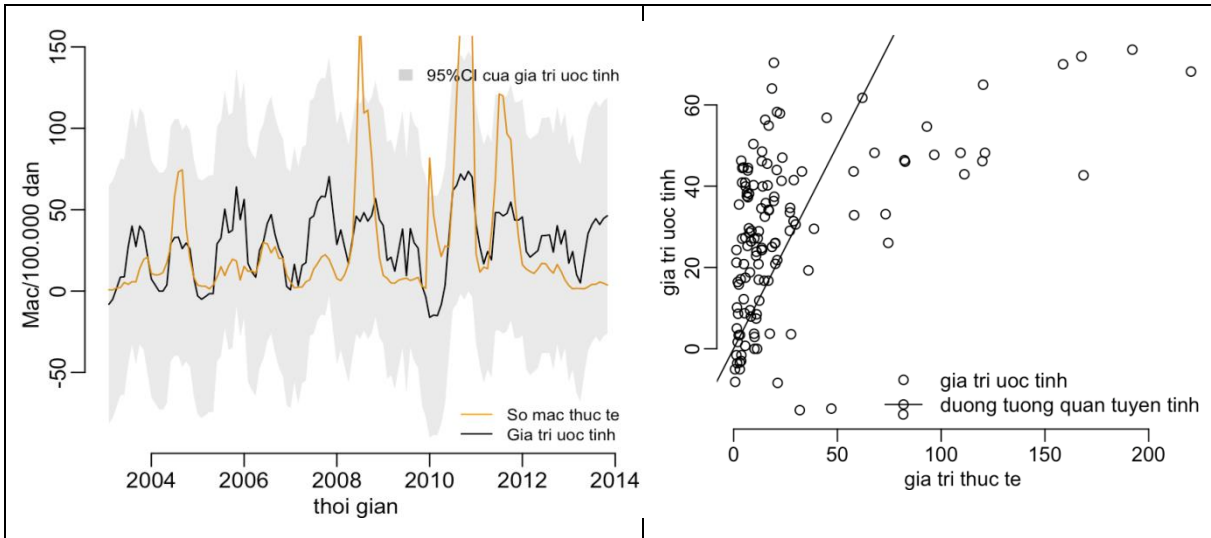 150
100
50
0
-50
Mac/100.000 dan
95%CI cua gia tri uoc tinh
So mac thuc te
Gia tri uoc tinh
2004 2006 2008 2010 2012 2014
thoi gian
60
40
20
0
gia tri uoc tinh
gia tri uoc tinh
duong tuong quan tuyen tinh
0 50 100 150 200
gia tri thuc te